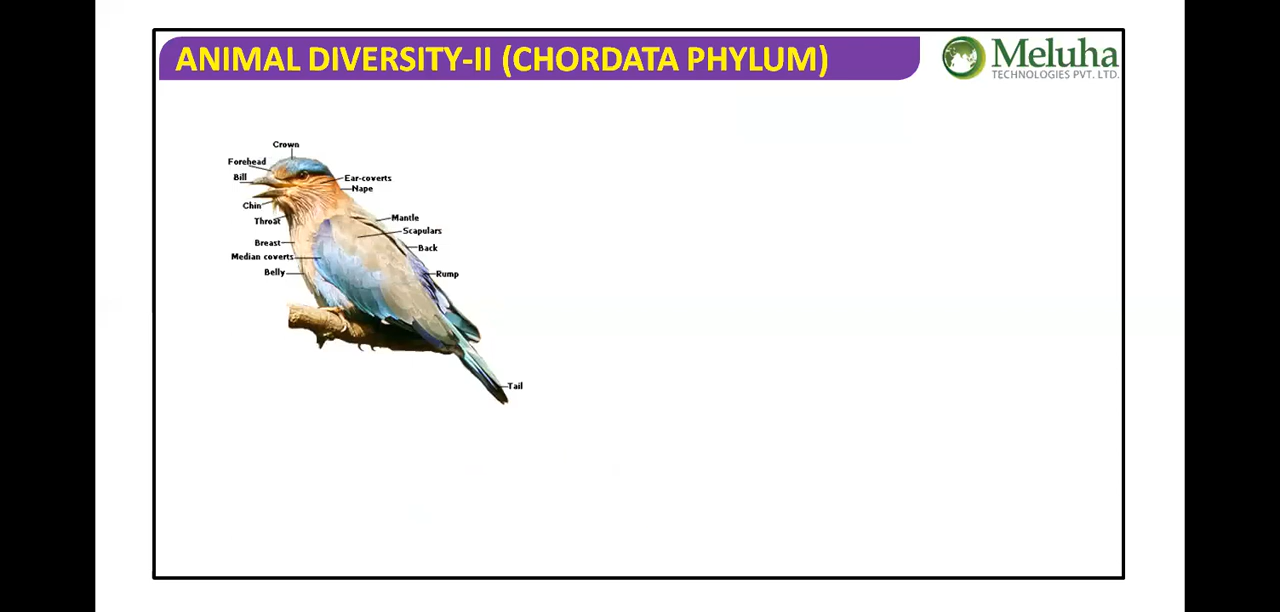 ANIMAL DIVERSITY-II (CHORDATA PHYLUM)
Meluha
TECHNOLOGIES PVT. LTD.
Crown
Forehead
Bill
Ear-coverts
Nape
Chin
Throat
Mantle
Scapulars
Breast
Back
Median coverts
Belly
Rump
Tail